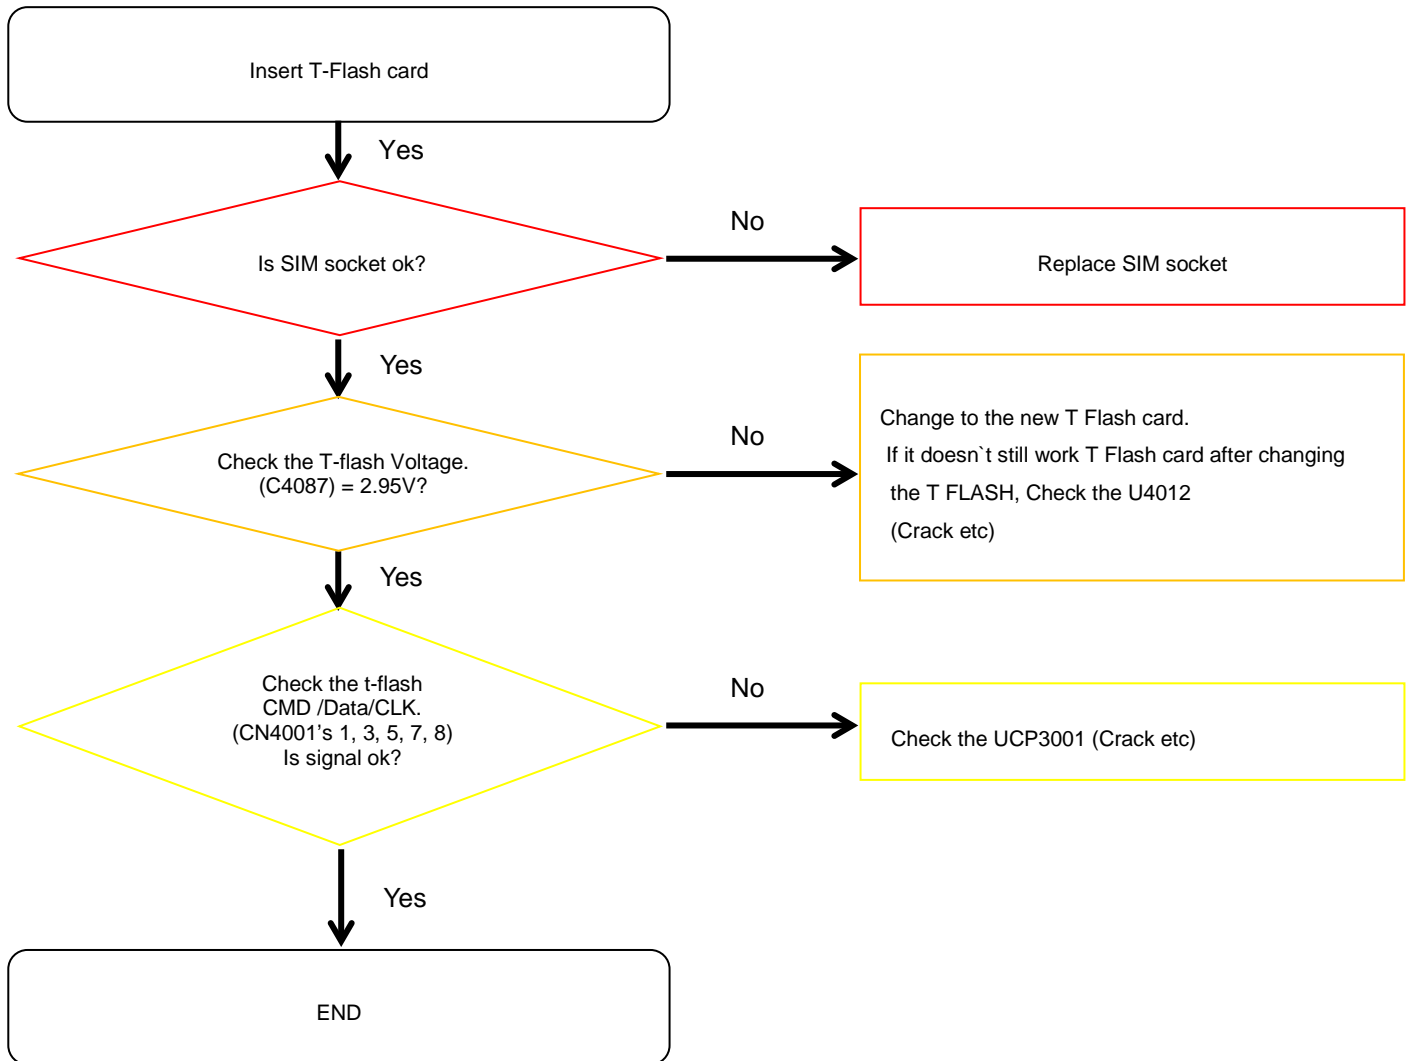 Insert T-Flash card
Yes
Is SIM socket ok?
No
Replace SIM socket
Yes
Check the T-flash Voltage.
(C4087) = 2.95V?
No
Change to the new T Flash card.
If it doesn`t still work T Flash card after changing
the T FLASH, Check the U4012
(Crack etc)
Yes
Check the t-flash
CMD /Data/CLK.
(CN4001’s 1, 3, 5, 7, 8)
Is signal ok?
No
Check the UCP3001 (Crack etc)
Yes
END